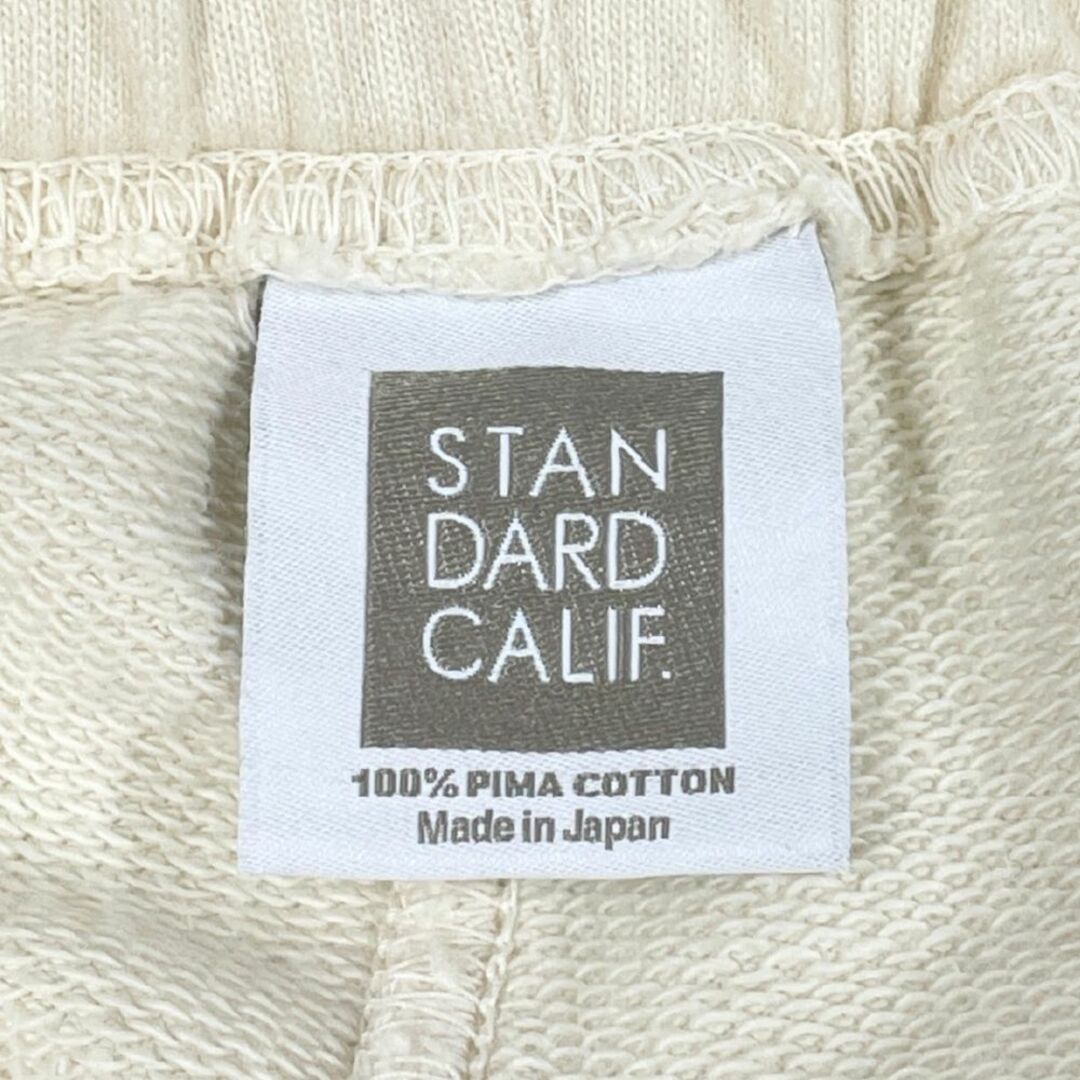 STAN
DARD
CALIF.
100% PIMA COTTON
Made in Japan